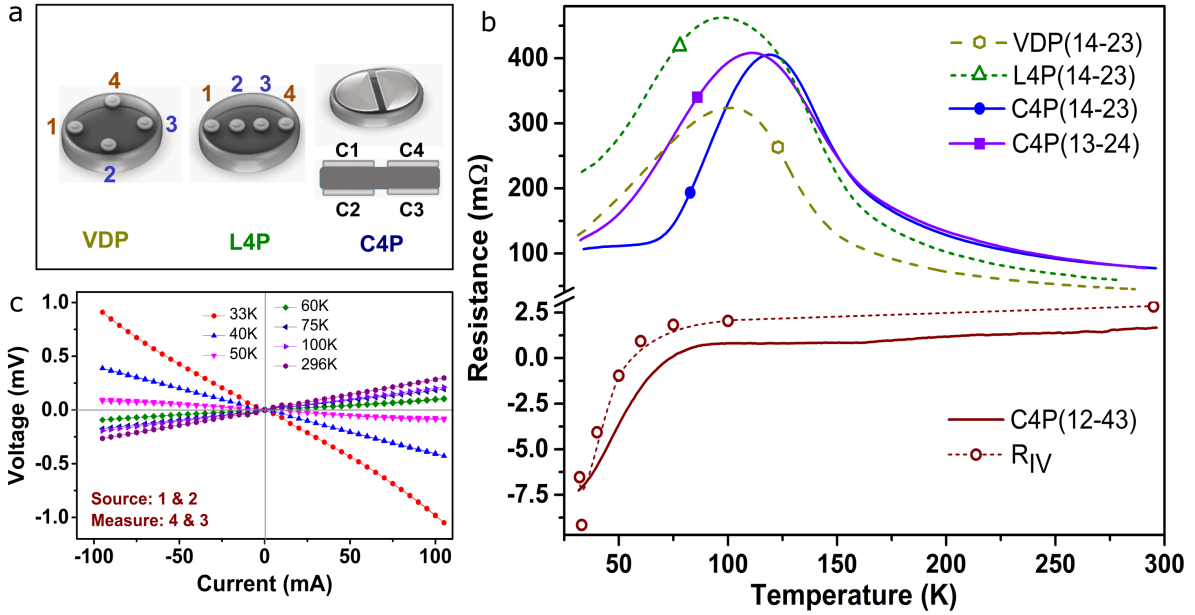 a
4
1
3
2
1 2 3 4
C1 C4
C2 C3
VDP L4P C4P
b
Resistance (mΩ)
400
300
200
100
2.5
0.0
-2.5
-5.0
-7.5
VDP(14-23)
L4P(14-23)
C4P(14-23)
C4P(13-24)
C4P(12-43)
R_IV
50 100 150 200 250 300
Temperature (K)
c
Voltage (mV)
1.0
0.5
0.0
-0.5
-1.0
33K
40K
50K
60K
75K
100K
296K
Source: 1 & 2
Measure: 4 & 3
-100 -50 0 50 100
Current (mA)